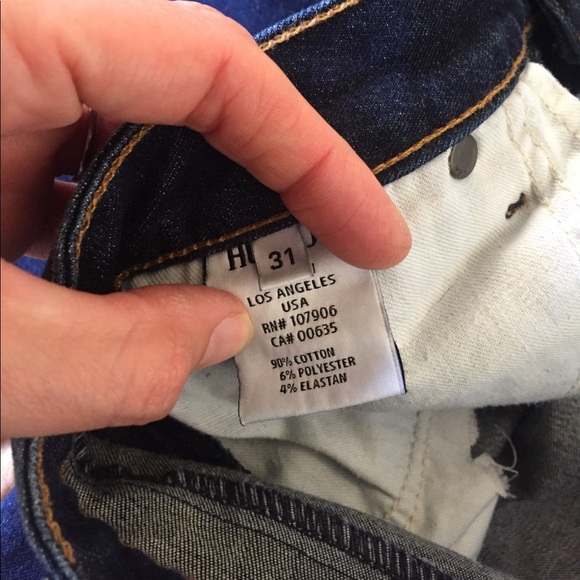 31
LOS ANGELES
USA
RN# 107906
CA# 00635
90% COTTON
6% POLYESTER
4% ELASTAN